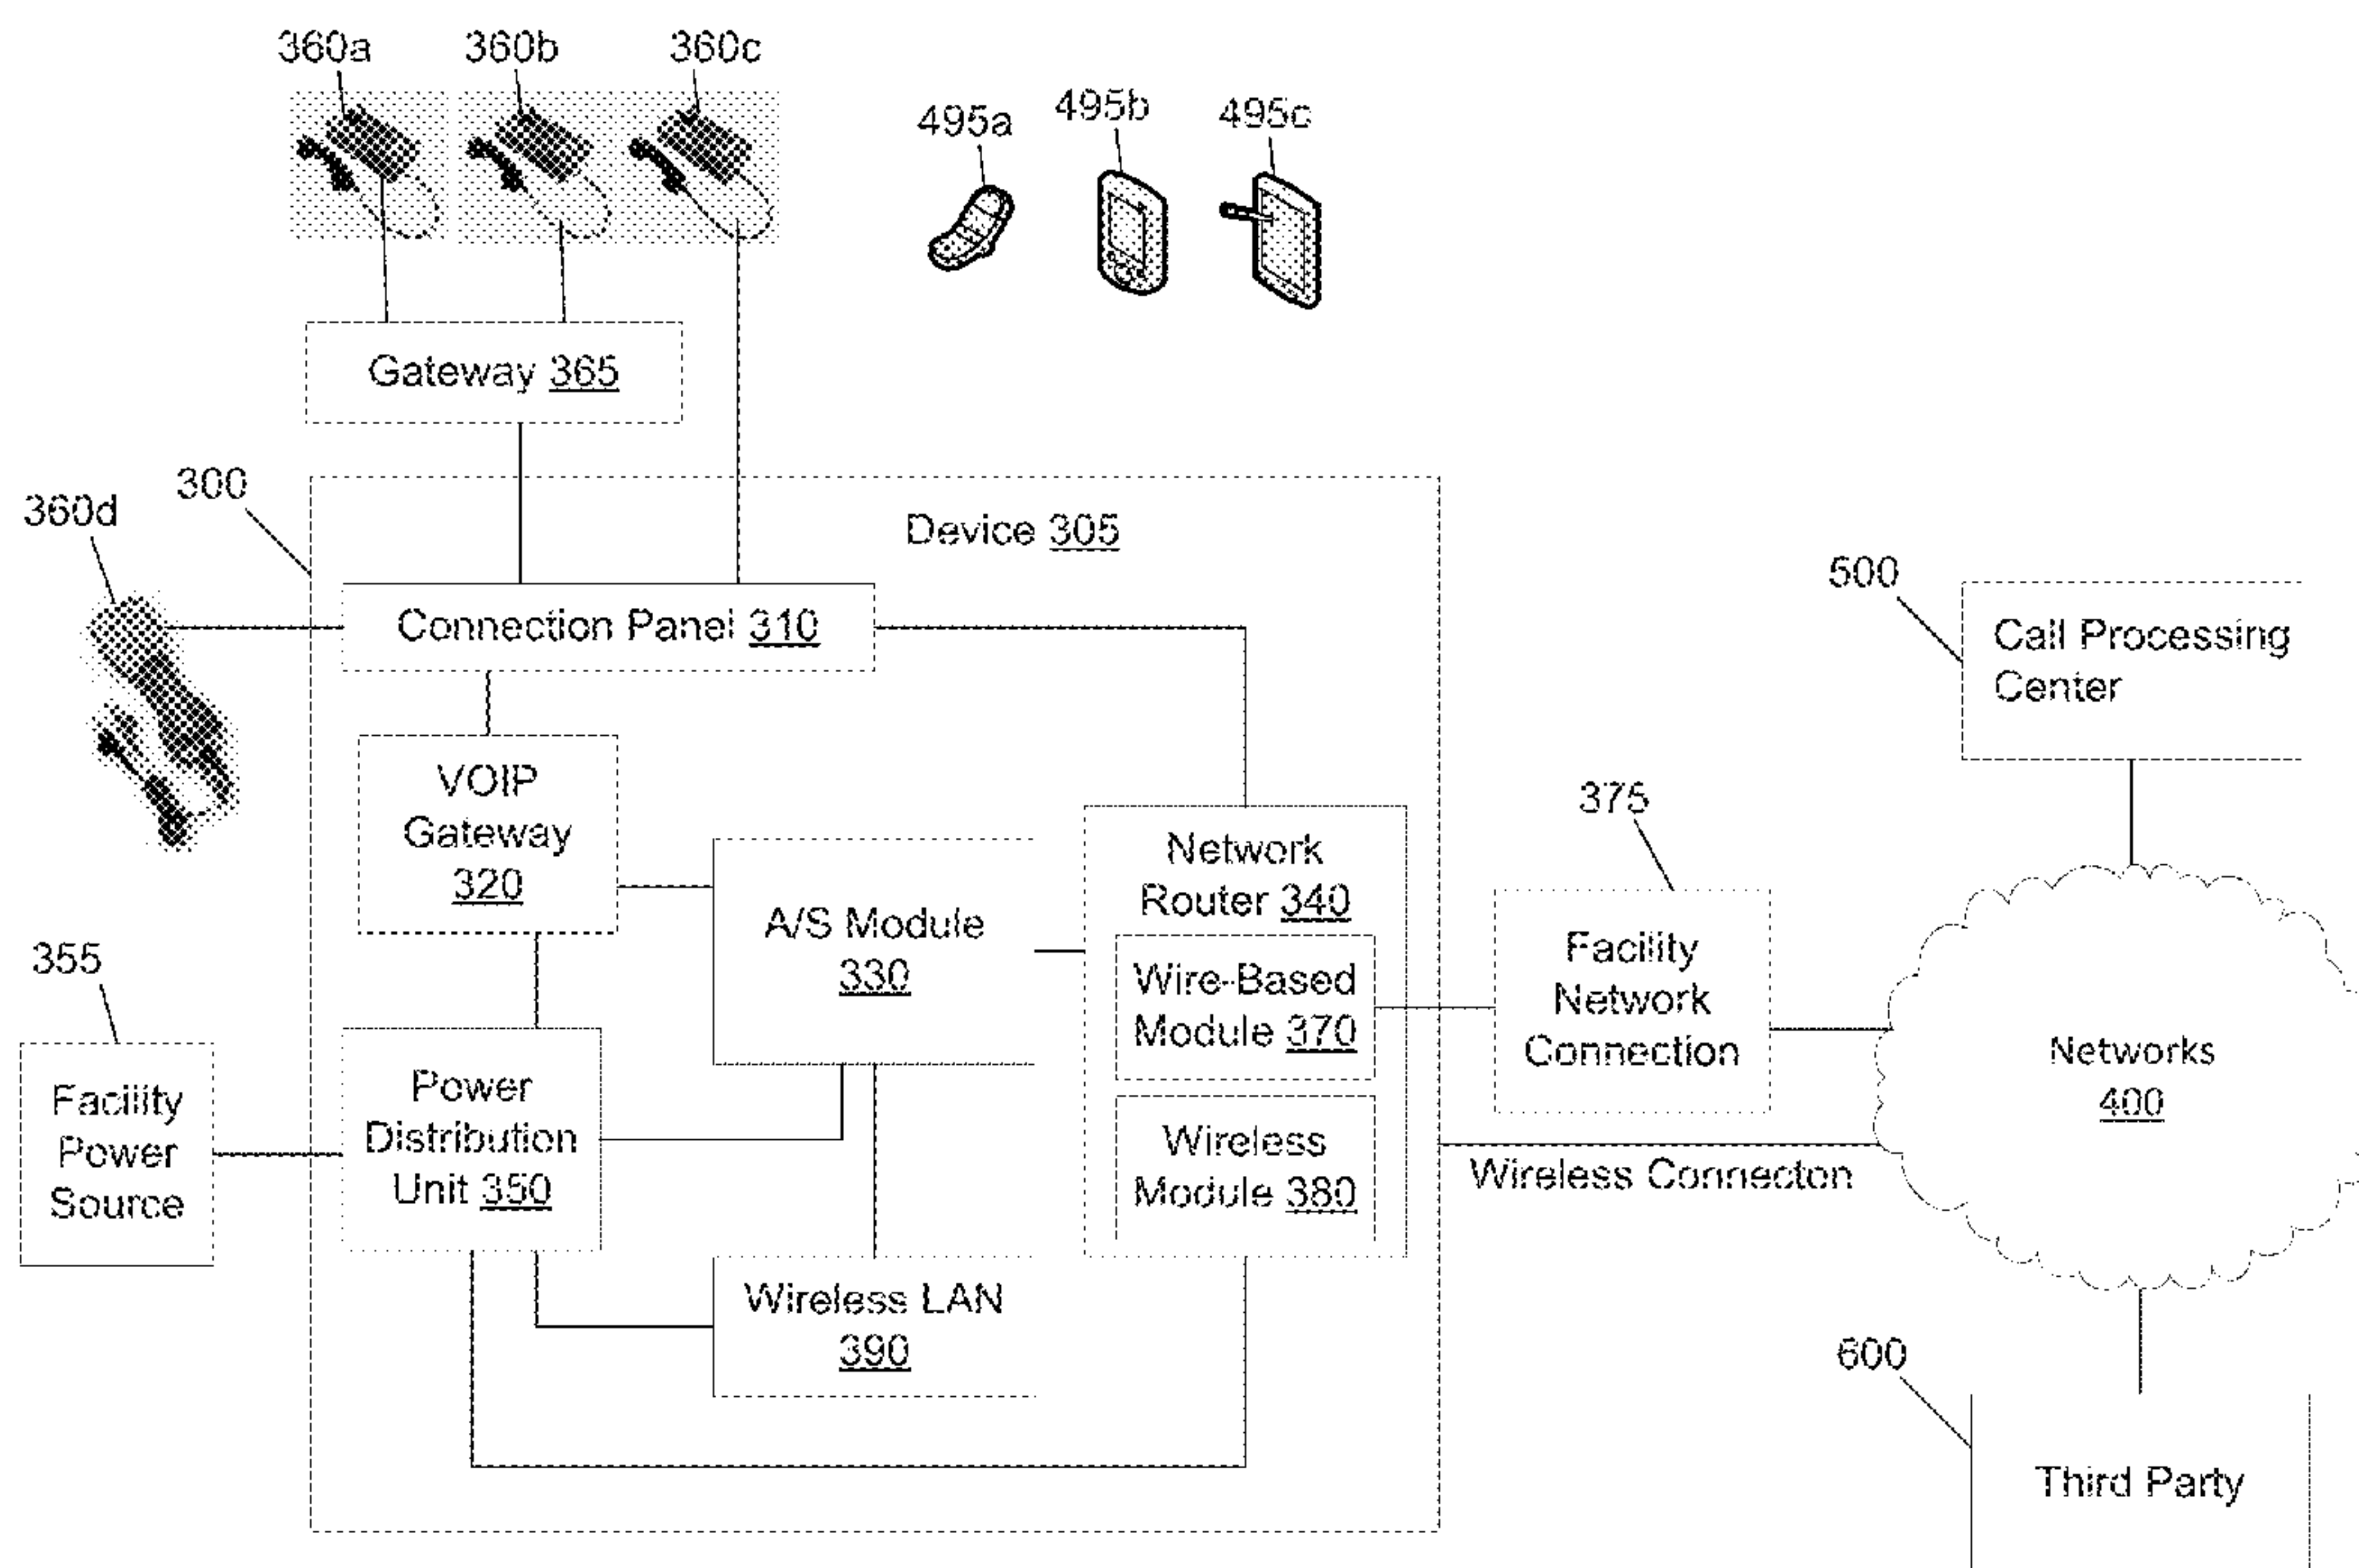 360a
360b
360c
495a
495b
495c
Gateway 365
300
360d
Device 305
Connection Panel 310
500
Call Processing
Center
VOIP
Gateway
320
375
Network
Router 340
A/S Module
330
Facility
Network
Connection
Wire-Based
Module 370
355
Networks
400
Facility
Power
Source
Power
Distribution
Unit 350
Wireless
Module 380
Wireless Connecton
Wireless LAN
390
600
Third Party